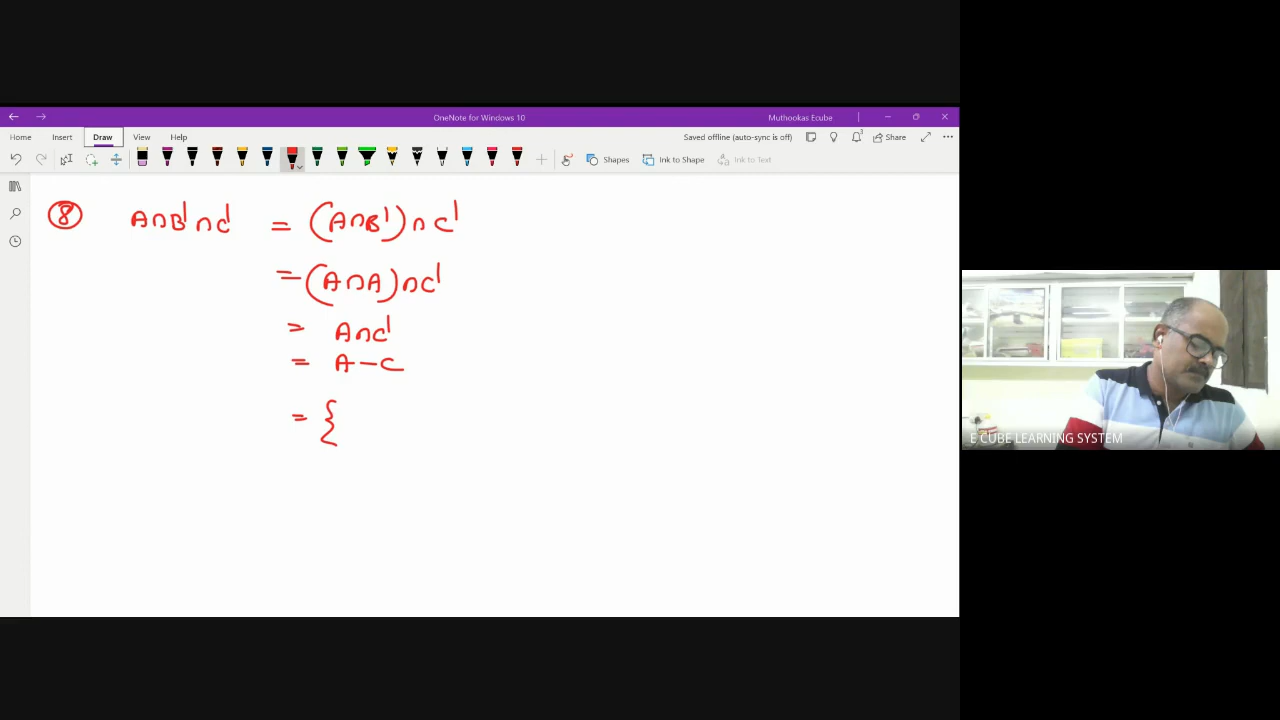 OneNote for Windows 10
Muthookas Ecube
Home Insert Draw View Help
Saved offline (auto-sync is off)
3
Share
Shapes
Ink to Shape
Ink to Text
⑧ A∩B'∩C' = (A∩B')∩C'
= (A∩A)∩C'
= A∩C'
= A-C
= {
E CUBE LEARNING SYSTEM